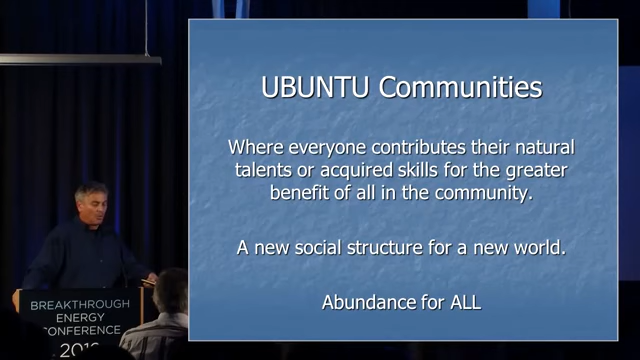 UBUNTU Communities
Where everyone contributes their natural
talents or acquired skills for the greater
benefit of all in the community.
A new social structure for a new world.
Abundance for ALL
BREAKTHROUGH
ENERGY
CONFERENCE